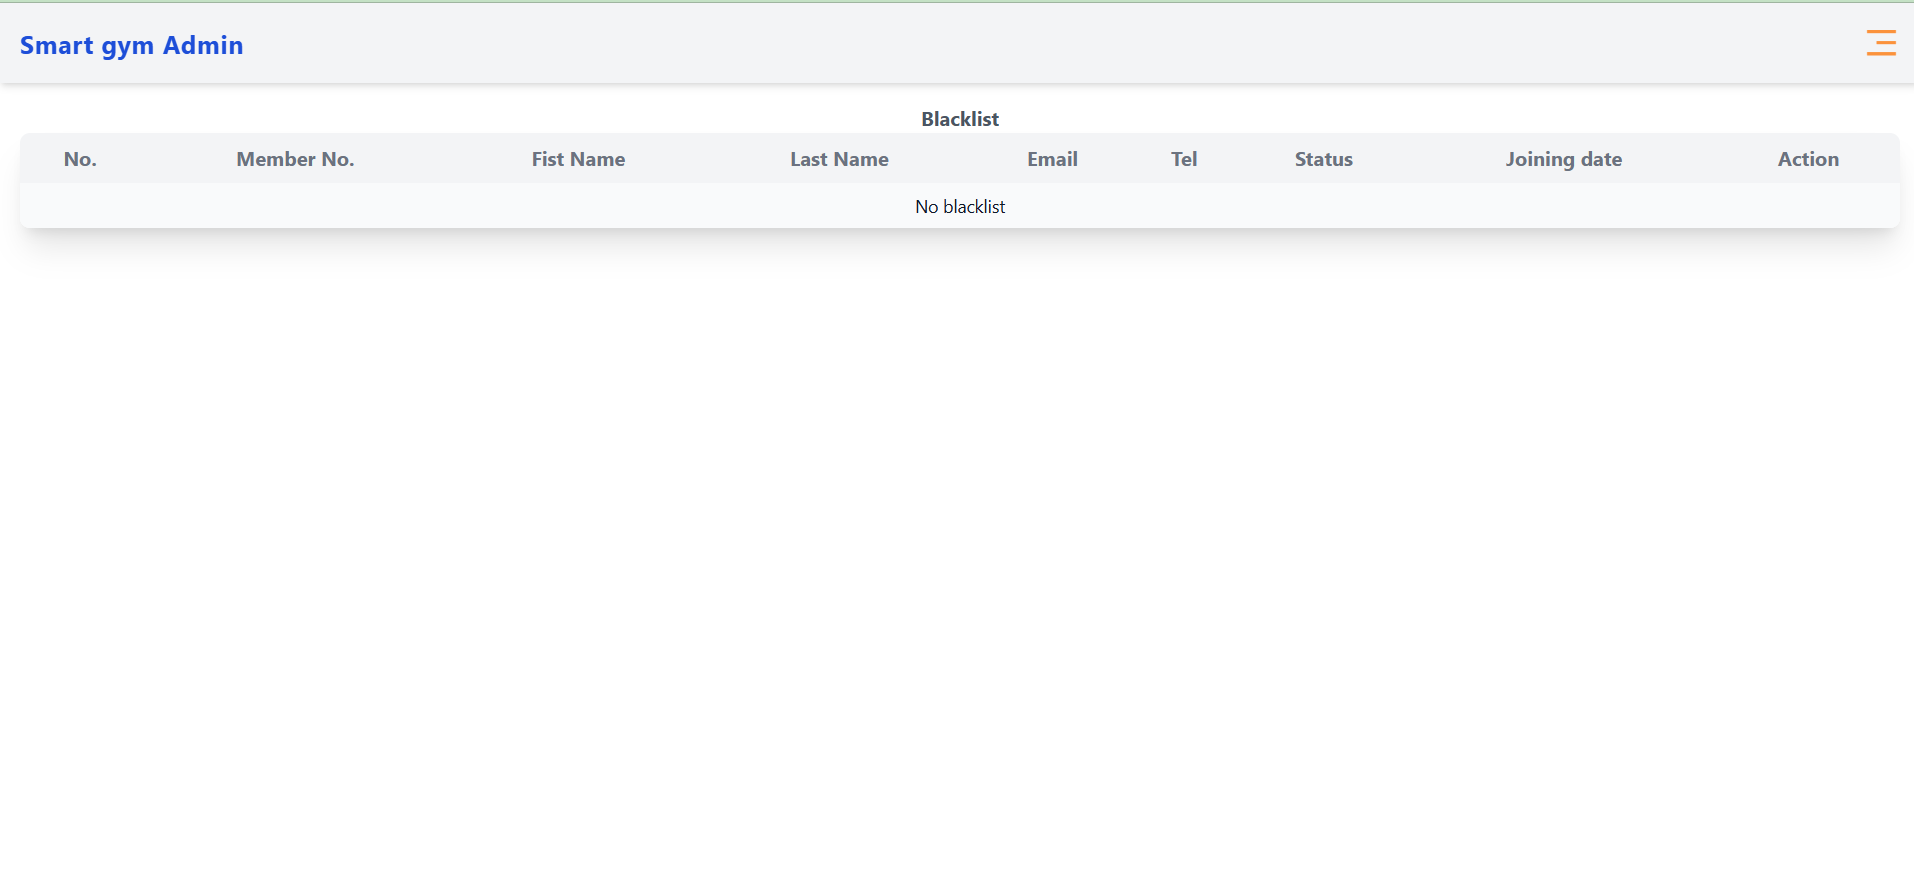 Smart gym Admin
Blacklist
No. Member No. Fist Name Last Name Email Tel Status Joining date Action
No blacklist